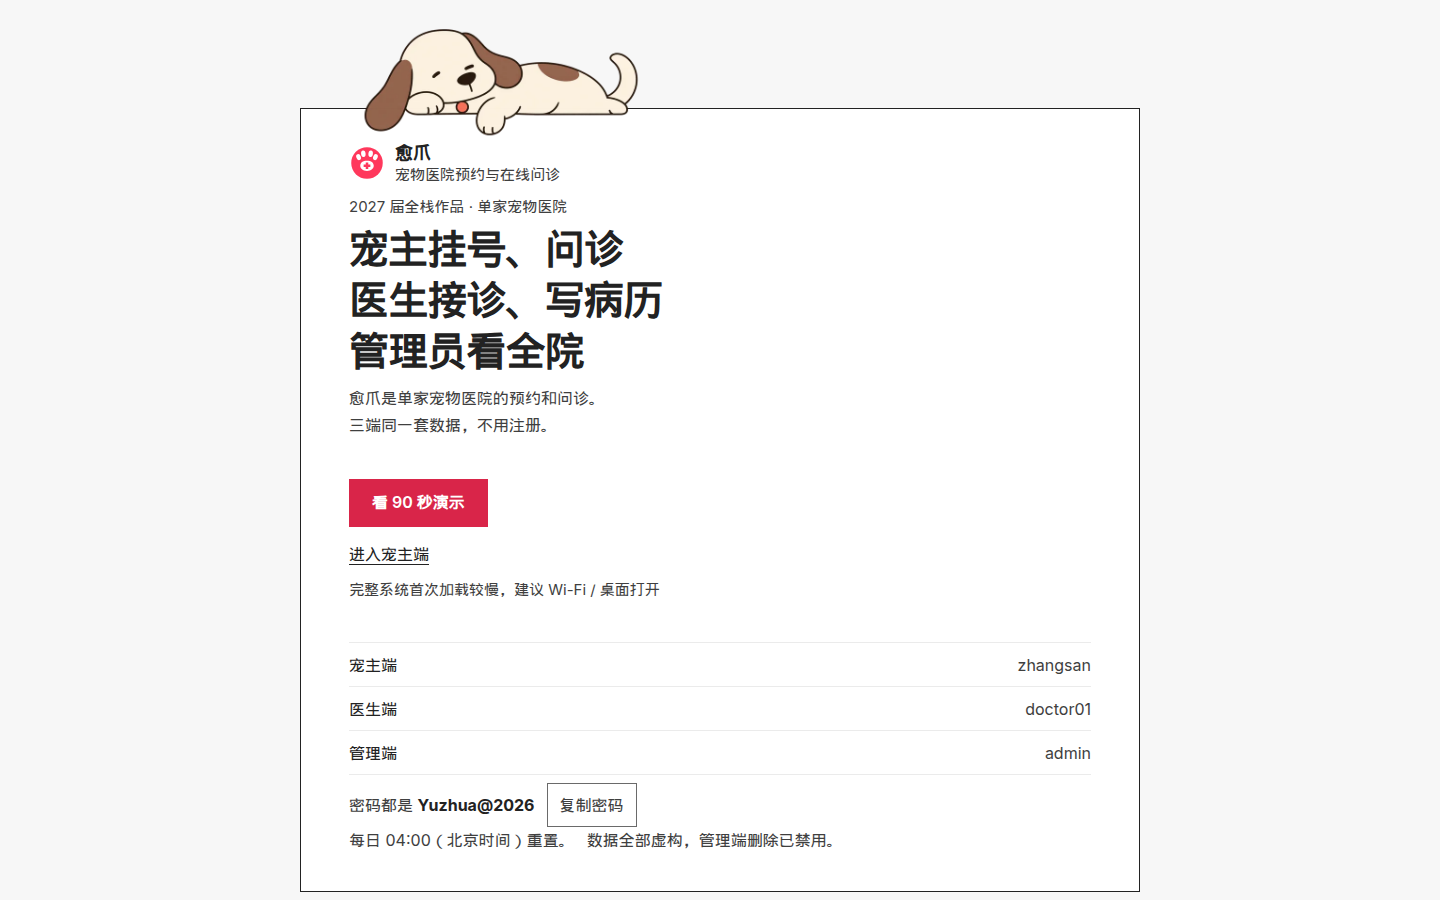 愈爪
宠物医院预约与在线问诊
2027 届全栈作品 · 单家宠物医院
宠主挂号、问诊
医生接诊、写病历
管理员看全院
愈爪是单家宠物医院的预约和问诊。
三端同一套数据，不用注册。
看 90 秒演示
进入宠主端
完整系统首次加载较慢，建议 Wi-Fi / 桌面打开
宠主端 zhangsan
医生端 doctor01
管理端 admin
密码都是 Yuzhua@2026 复制密码
每日 04:00（北京时间）重置。 数据全部虚构，管理端删除已禁用。